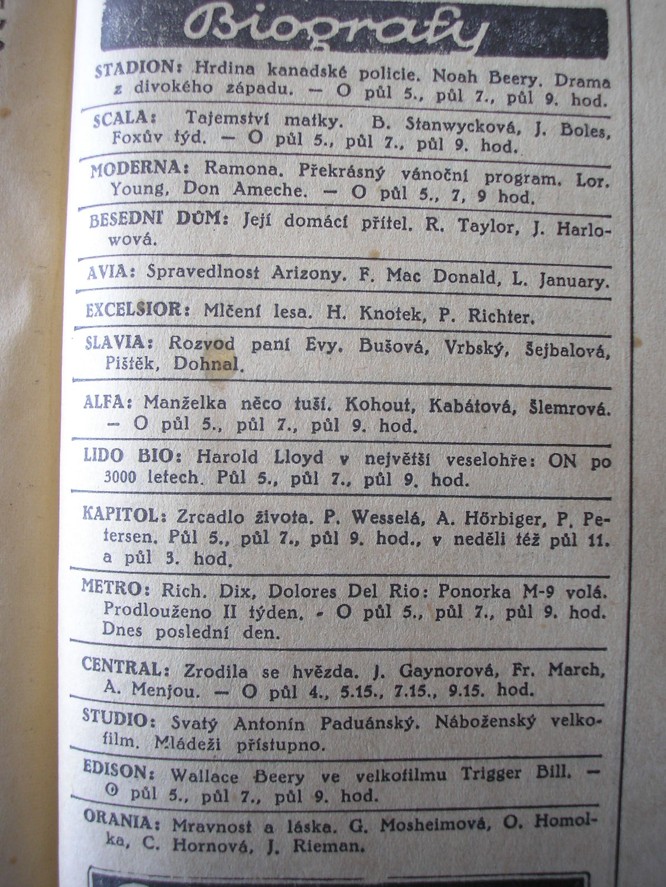 Biografy
STADION: Hrdina kanadské policie. Noah Beery. Drama
z divokého západu. — O půl 5., půl 7., půl 9. hod.
SCALA: Tajemství matky. B. Stanwycková, J. Boles,
Foxův týd. — O půl 5., půl 7., půl 9. hod.
MODERNA: Ramona. Překrásný vánoční program. Lor.
Young, Don Ameche. — O půl 5., 7, 9 hod.
BESEDNÍ DŮM: Její domácí přítel. R. Taylor, J. Harlo-
wová.
AVIA: Spravedlnost Arizony. F. Mac Donald, L. January.
EXCELSIOR: Mlčení lesa. H. Knotek, P. Richter.
SLAVIA: Rozvod paní Evy. Bušová, Vrbský, Šejbalová,
Pištěk, Dohnal.
ALFA: Manželka něco tuší. Kohout, Kabátová, Šlemrová.
— O půl 5., půl 7., půl 9. hod.
LIDO BIO: Harold Lloyd v největší veselohře: ON po
3000 letech. Půl 5., půl 7., půl 9. hod.
KAPITOL: Zrcadlo života. P. Wesselá, A. Hörbiger, P. Pe-
tersen. Půl 5., půl 7., půl 9. hod., v neděli též půl 11.
a půl 3. hod.
METRO: Rich. Dix, Dolores Del Rio: Ponorka M-9 volá.
Prodlouženo II týden. - O půl 5., půl 7., půl 9. hod.
Dnes poslední den.
CENTRAL: Zrodila se hvězda. J. Gaynorová, Fr. March,
A. Menjou. — O půl 4., 5.15., 7.15., 9.15. hod.
STUDIO: Svatý Antonín Paduánský. Náboženský velko-
film. Mládeži přístupno.
EDISON: Wallace Beery ve velkofilmu Trigger Bill. —
O půl 5., půl 7., půl 9. hod.
ORANIA: Mravnost a láska. G. Mosheimová, O. Homol-
ka, C. Hornová, J. Rieman.